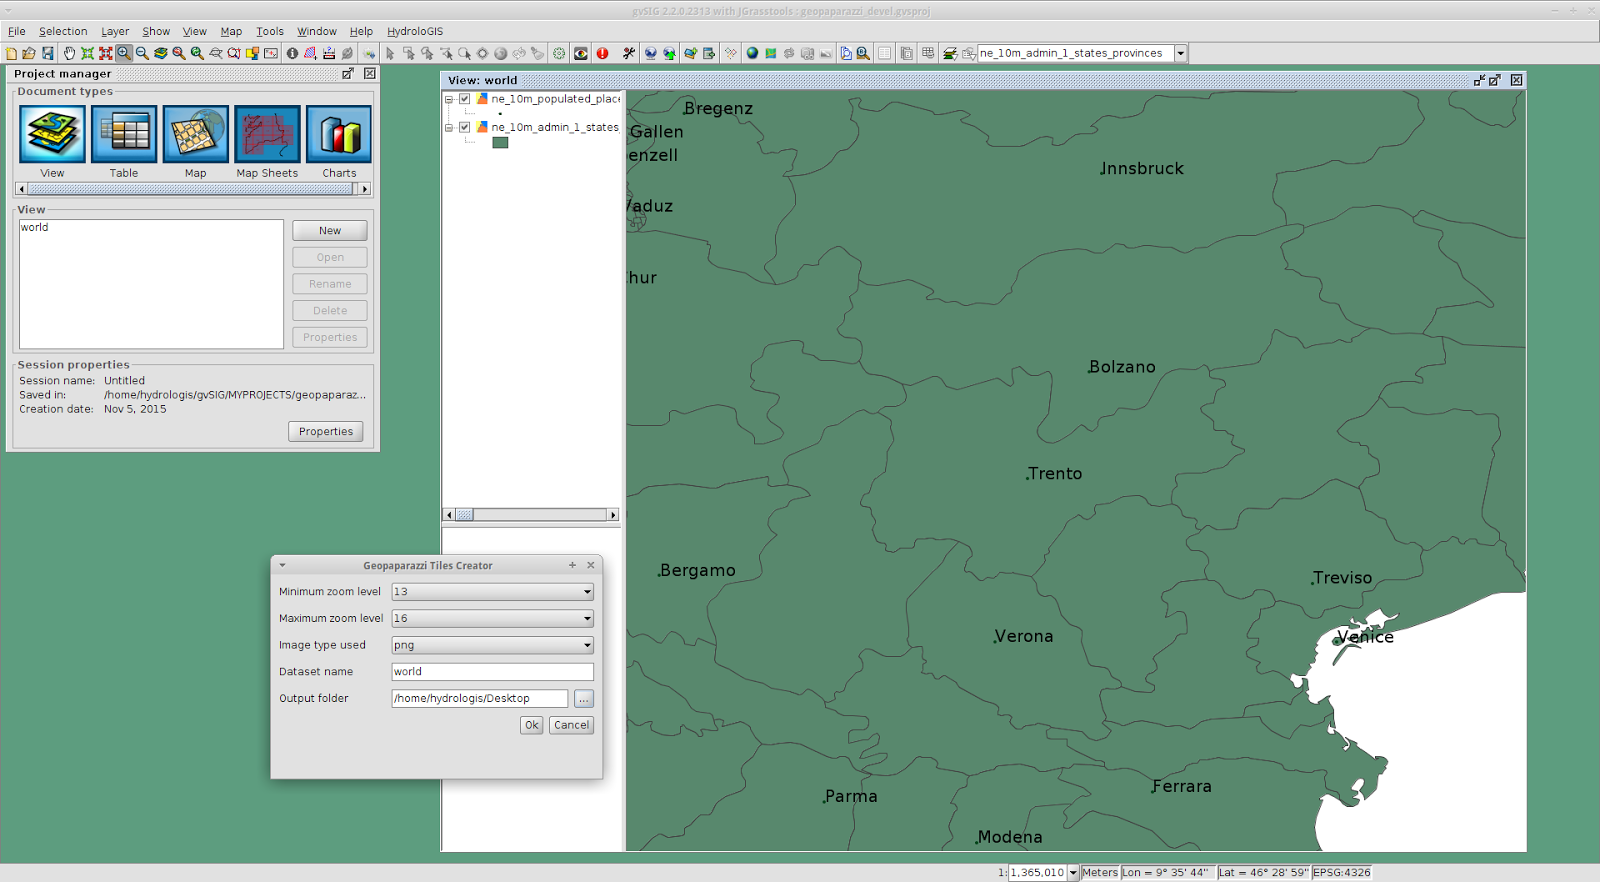 gvSIG 2.2.0.2313 with JGrasstools : geopaparazzi_devel.gvsproj
File Selection Layer Show View Map Tools Window Help HydroloGIS
ne_10m_admin_1_states_provinces
Project manager
Document types
View Table Map Map Sheets Charts
View
world
New
Open
Rename
Delete
Properties
Session properties
Session name: Untitled
Saved in: /home/hydrologis/gvSIG/MYPROJECTS/geopaparaz...
Creation date: Nov 5, 2015
Properties
View: world
ne_10m_populated_place
ne_10m_admin_1_states_
Bregenz
Gallen
enzell
Innsbruck
Vaduz
hur
Bolzano
Trento
Bergamo
Treviso
Verona
Venice
Parma
Ferrara
Modena
Geopaparazzi Tiles Creator
Minimum zoom level 13
Maximum zoom level 16
Image type used png
Dataset name world
Output folder /home/hydrologis/Desktop ...
Ok Cancel
1: 1,365,010 Meters Lon = 9° 35' 44" Lat = 46° 28' 59" EPSG:4326